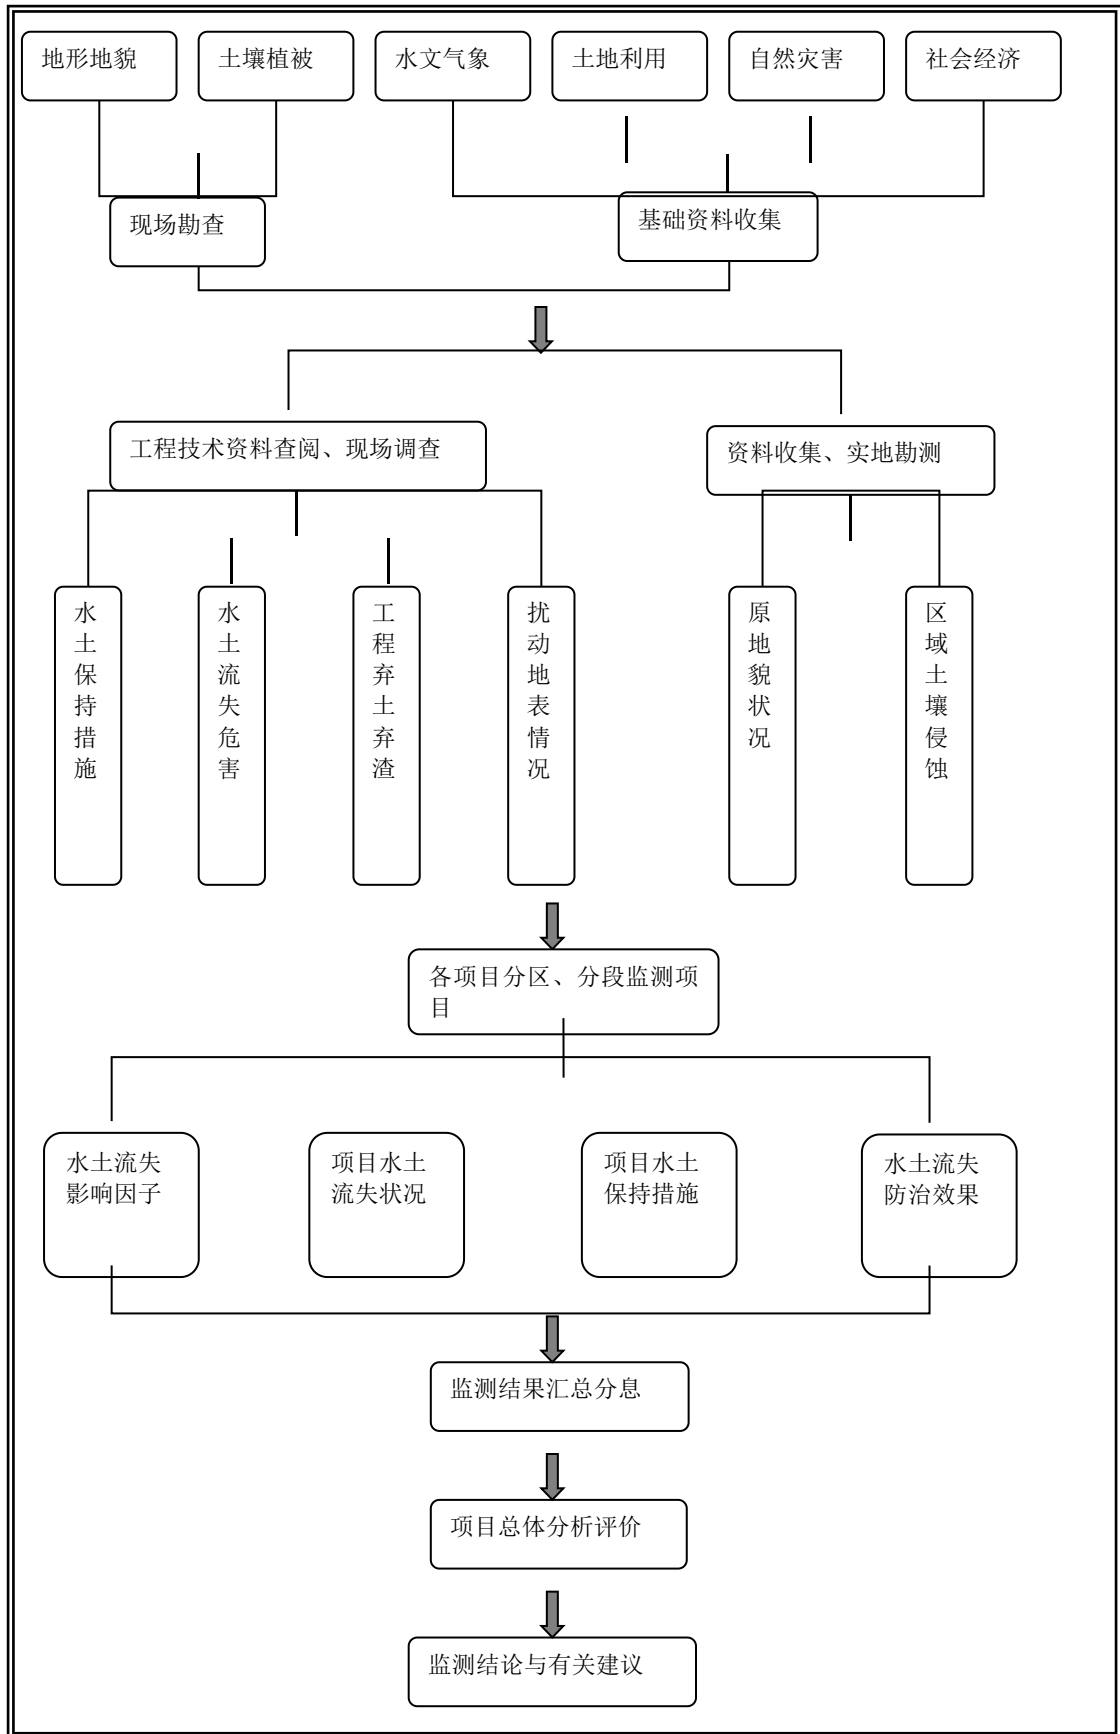 地形地貌
土壤植被
水文气象
土地利用
自然灾害
社会经济
现场勘查
基础资料收集
工程技术资料查阅、现场调查
资料收集、实地勘测
水土保持措施
水土流失危害
工程弃土弃渣
扰动地表情况
原地貌状况
区域土壤侵蚀
各项目分区、分段监测项
目
水土流失
影响因子
项目水土
流失状况
项目水土
保持措施
水土流失
防治效果
监测结果汇总分息
项目总体分析评价
监测结论与有关建议